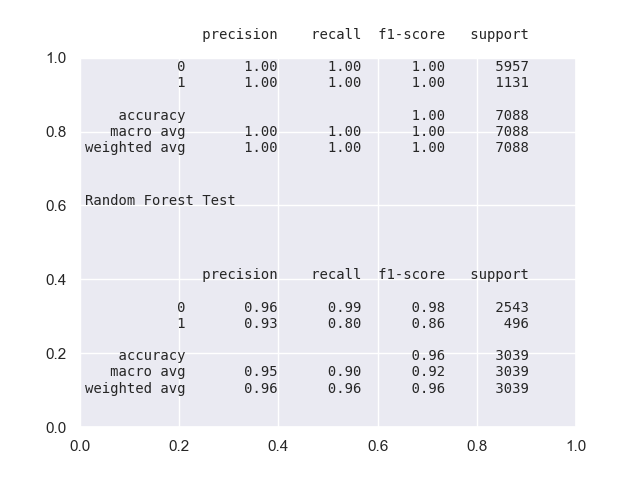 precision recall f1-score support
1.0
0 1.00 1.00 1.00 5957
1 1.00 1.00 1.00 1131
accuracy 1.00 7088
0.8
macro avg 1.00 1.00 1.00 7088
weighted avg 1.00 1.00 1.00 7088
Random Forest Test
0.6
precision recall f1-score support
0.4
0 0.96 0.99 0.98 2543
1 0.93 0.80 0.86 496
accuracy 0.96 3039
0.2
macro avg 0.95 0.90 0.92 3039
weighted avg 0.96 0.96 0.96 3039
0.0
0.0 0.2 0.4 0.6 0.8 1.0